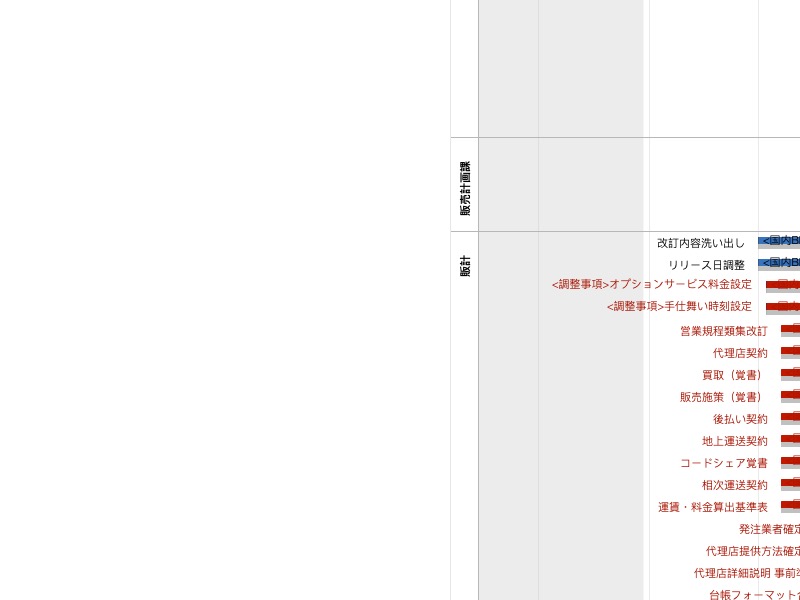 販売計画課
販計
改訂内容洗い出し
<国内B
リリース日調整
<国内B
<調整事項>オプションサービス料金設定
<調整事項>手仕舞い時刻設定
営業規程類集改訂
代理店契約
買取（覚書）
販売施策（覚書）
後払い契約
地上運送契約
コードシェア覚書
相次運送契約
運賃・料金算出基準表
発注業者確定
代理店提供方法確定
代理店詳細説明 事前準
台帳フォーマット